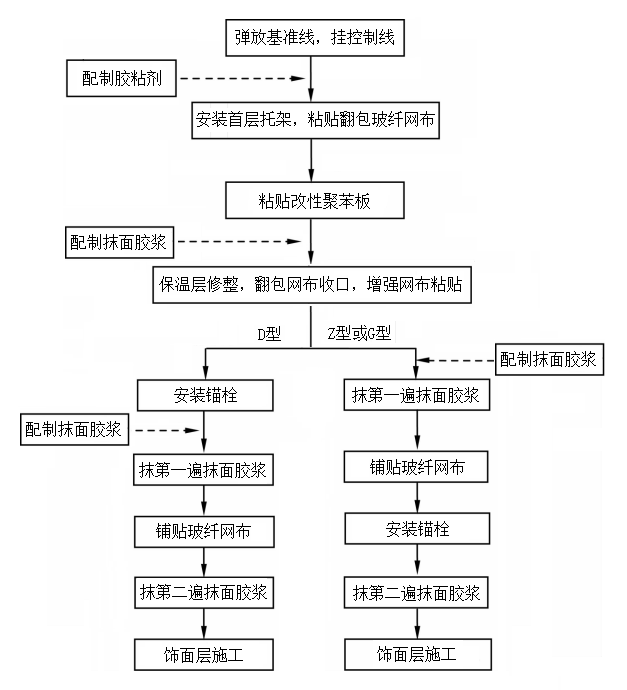 弹放基准线，挂控制线
配制胶粘剂
安装首层托架，粘贴翻包玻纤网布
粘贴改性聚苯板
配制抹面胶浆
保温层修整，翻包网布收口，增强网布粘贴
D型
Z型或G型
配制抹面胶浆
安装锚栓
抹第一遍抹面胶浆
配制抹面胶浆
抹第一遍抹面胶浆
铺贴玻纤网布
铺贴玻纤网布
安装锚栓
抹第二遍抹面胶浆
抹第二遍抹面胶浆
饰面层施工
饰面层施工